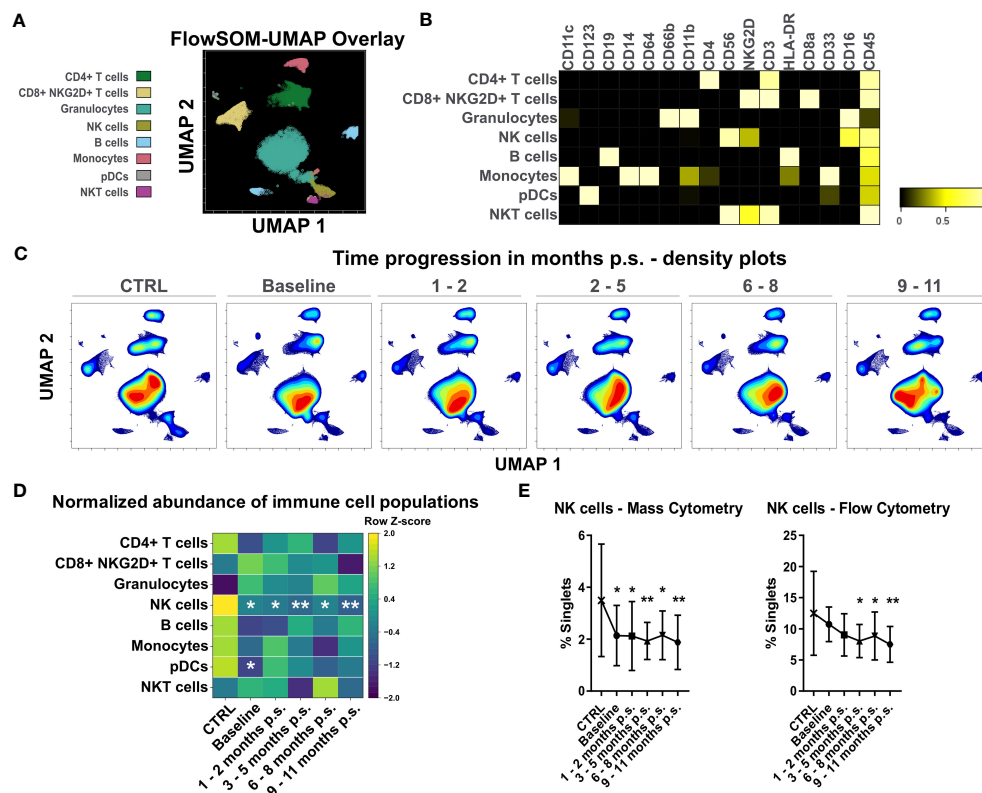 A
FlowSOM-UMAP Overlay
CD4+ T cells
CD8+ NKG2D+ T cells
Granulocytes
NK cells
B cells
Monocytes
pDCs
NKT cells
UMAP 2
UMAP 1
B
CD11c
CD123
CD19
CD14
CD64
CD66b
CD11b
CD4
CD56
NKG2D
CD3
HLA-DR
CD8a
CD33
CD16
CD45
CD4+ T cells
CD8+ NKG2D+ T cells
Granulocytes
NK cells
B cells
Monocytes
pDCs
NKT cells
0 0.5
C
Time progression in months p.s. - density plots
CTRL Baseline 1 - 2 2 - 5 6 - 8 9 - 11
UMAP 2
UMAP 1
D
Normalized abundance of immune cell populations
Row Z-score
CD4+ T cells
CD8+ NKG2D+ T cells
Granulocytes
NK cells * * ** * **
B cells
Monocytes
pDCs *
NKT cells
2.0
1.2
0.4
-0.4
-1.2
-2.0
CTRL
Baseline
1 - 2 months p.s.
3 - 5 months p.s.
6 - 8 months p.s.
9 - 11 months p.s.
E
NK cells - Mass Cytometry
% Singlets
6
4
2
0
* * ** * **
CTRL
Baseline
1 - 2 months p.s.
3 - 5 months p.s.
6 - 8 months p.s.
9 - 11 months p.s.
NK cells - Flow Cytometry
% Singlets
25
20
15
10
5
0
* * **
CTRL
Baseline
1 - 2 months p.s.
3 - 5 months p.s.
6 - 8 months p.s.
9 - 11 months p.s.